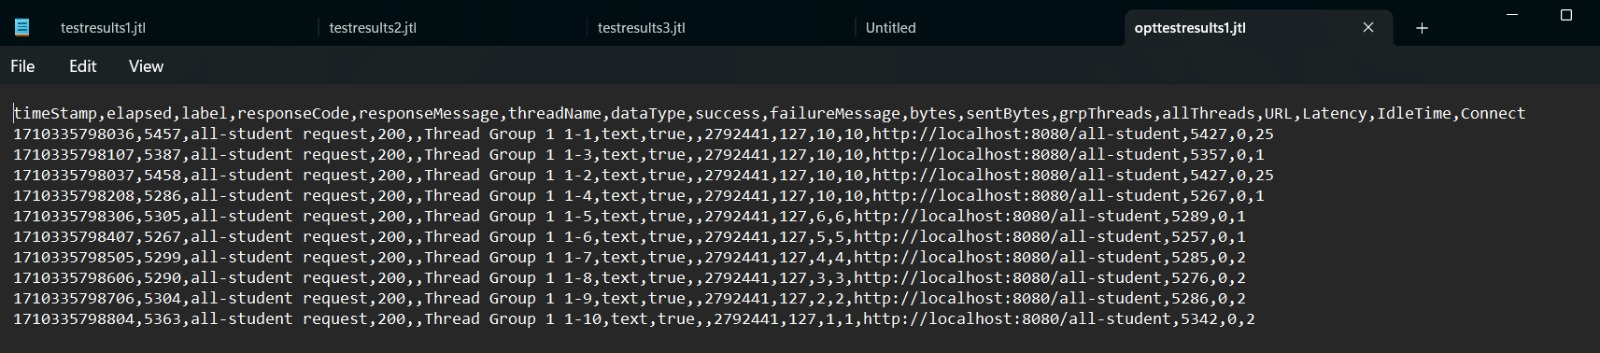 testresults1.jtl testresults2.jtl testresults3.jtl Untitled opttestresults1.jtl
File Edit View
timeStamp,elapsed,label,responseCode,responseMessage,threadName,dataType,success,failureMessage,bytes,sentBytes,grpThreads,allThreads,URL,Latency,IdleTime,Connect
1710335798036,5457,all-student request,200,,Thread Group 1 1-1,text,true,,2792441,127,10,10,http://localhost:8080/all-student,5427,0,25
1710335798107,5387,all-student request,200,,Thread Group 1 1-3,text,true,,2792441,127,10,10,http://localhost:8080/all-student,5357,0,1
1710335798037,5458,all-student request,200,,Thread Group 1 1-2,text,true,,2792441,127,10,10,http://localhost:8080/all-student,5427,0,25
1710335798208,5286,all-student request,200,,Thread Group 1 1-4,text,true,,2792441,127,10,10,http://localhost:8080/all-student,5267,0,1
1710335798306,5305,all-student request,200,,Thread Group 1 1-5,text,true,,2792441,127,6,6,http://localhost:8080/all-student,5289,0,1
1710335798407,5267,all-student request,200,,Thread Group 1 1-6,text,true,,2792441,127,5,5,http://localhost:8080/all-student,5257,0,1
1710335798505,5299,all-student request,200,,Thread Group 1 1-7,text,true,,2792441,127,4,4,http://localhost:8080/all-student,5285,0,2
1710335798606,5290,all-student request,200,,Thread Group 1 1-8,text,true,,2792441,127,3,3,http://localhost:8080/all-student,5276,0,2
1710335798706,5304,all-student request,200,,Thread Group 1 1-9,text,true,,2792441,127,2,2,http://localhost:8080/all-student,5286,0,2
1710335798804,5363,all-student request,200,,Thread Group 1 1-10,text,true,,2792441,127,1,1,http://localhost:8080/all-student,5342,0,2